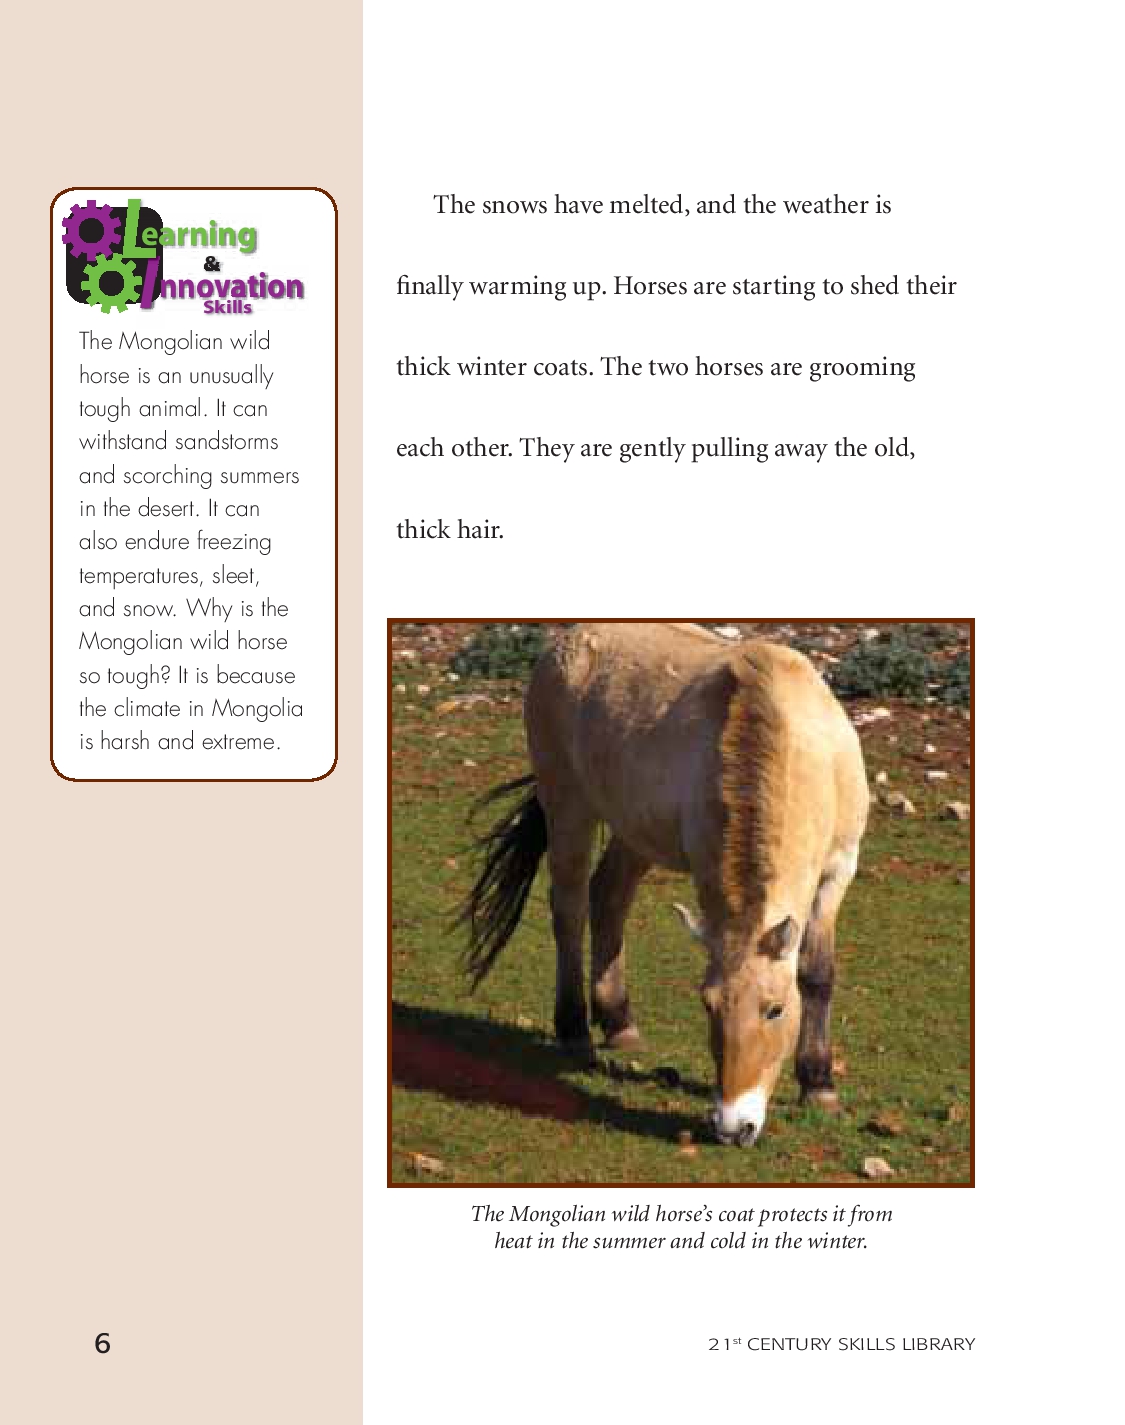 Learning
&
Innovation
Skills
The Mongolian wild
horse is an unusually
tough animal. It can
withstand sandstorms
and scorching summers
in the desert. It can
also endure freezing
temperatures, sleet,
and snow. Why is the
Mongolian wild horse
so tough? It is because
the climate in Mongolia
is harsh and extreme.
The snows have melted, and the weather is
finally warming up. Horses are starting to shed their
thick winter coats. The two horses are grooming
each other. They are gently pulling away the old,
thick hair.
The Mongolian wild horse’s coat protects it from
heat in the summer and cold in the winter.
6
21st CENTURY SKILLS LIBRARY